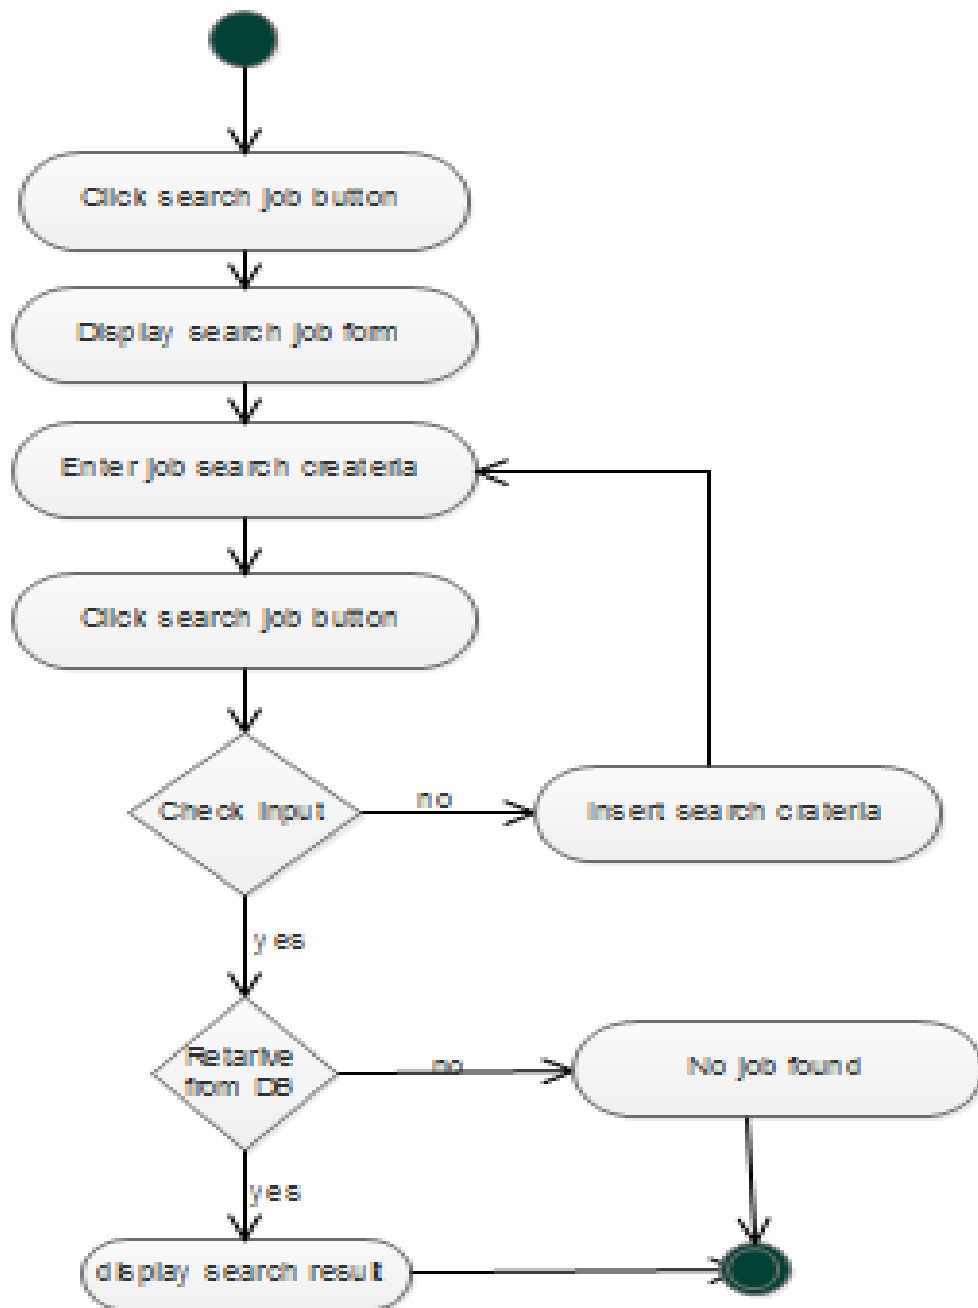 Click search job button
Display search job form
Enter job search createria
Click search job button
Check input
no
Insert search crateria
yes
Retarive
from DB
no
No job found
yes
display search result